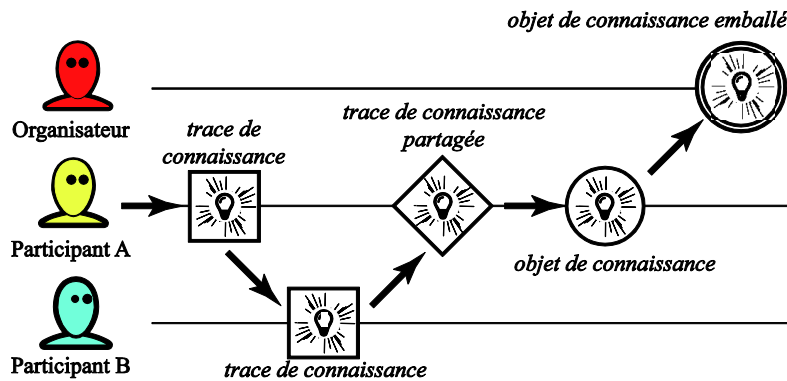 objet de connaissance emballé
Organisateur
trace de
connaissance
trace de connaissance
partagée
Participant A
objet de connaissance
Participant B
trace de connaissance